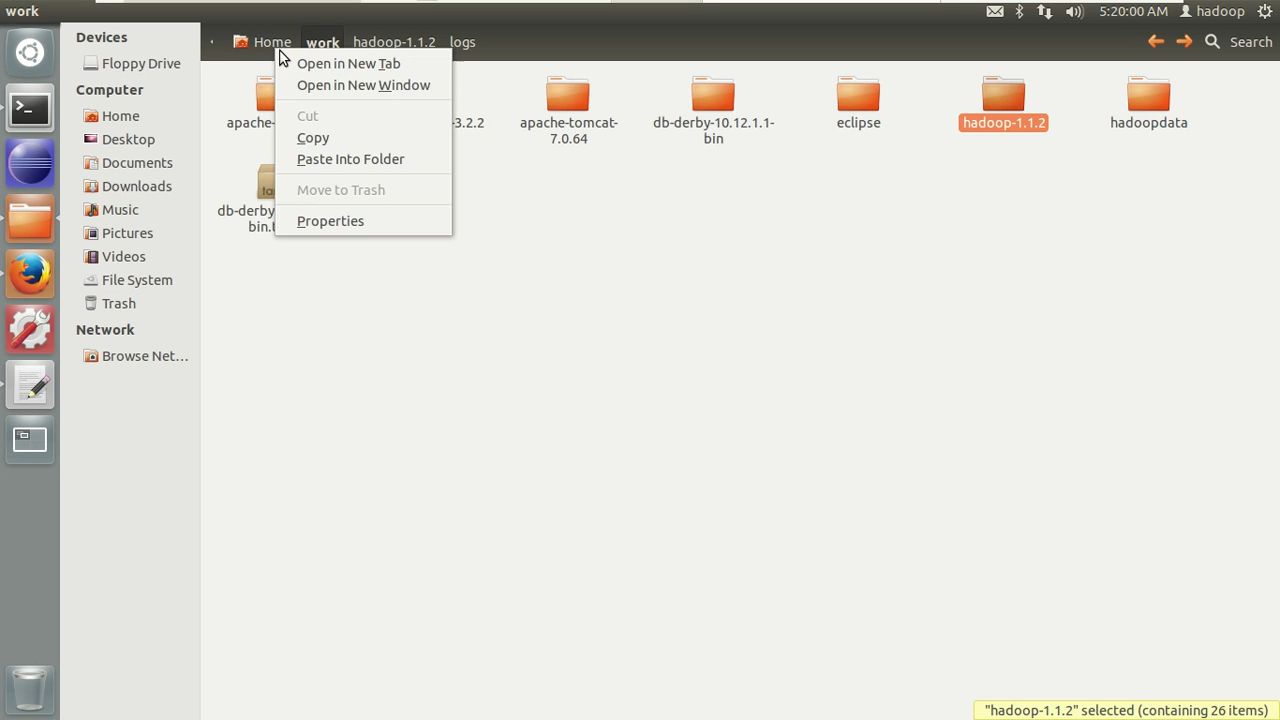 work
5:20:00 AM
hadoop
Devices
Floppy Drive
Computer
Home
Desktop
Documents
Downloads
Music
Pictures
Videos
File System
Trash
Network
Browse Net...
Home
work
hadoop-1.1.2
logs
Search
Open in New Tab
Open in New Window
Cut
Copy
Paste Into Folder
Move to Trash
Properties
apache-
-3.2.2
apache-tomcat-
7.0.64
db-derby-10.12.1.1-
bin
eclipse
hadoop-1.1.2
hadoopdata
db-derby
"hadoop-1.1.2" selected (containing 26 items)